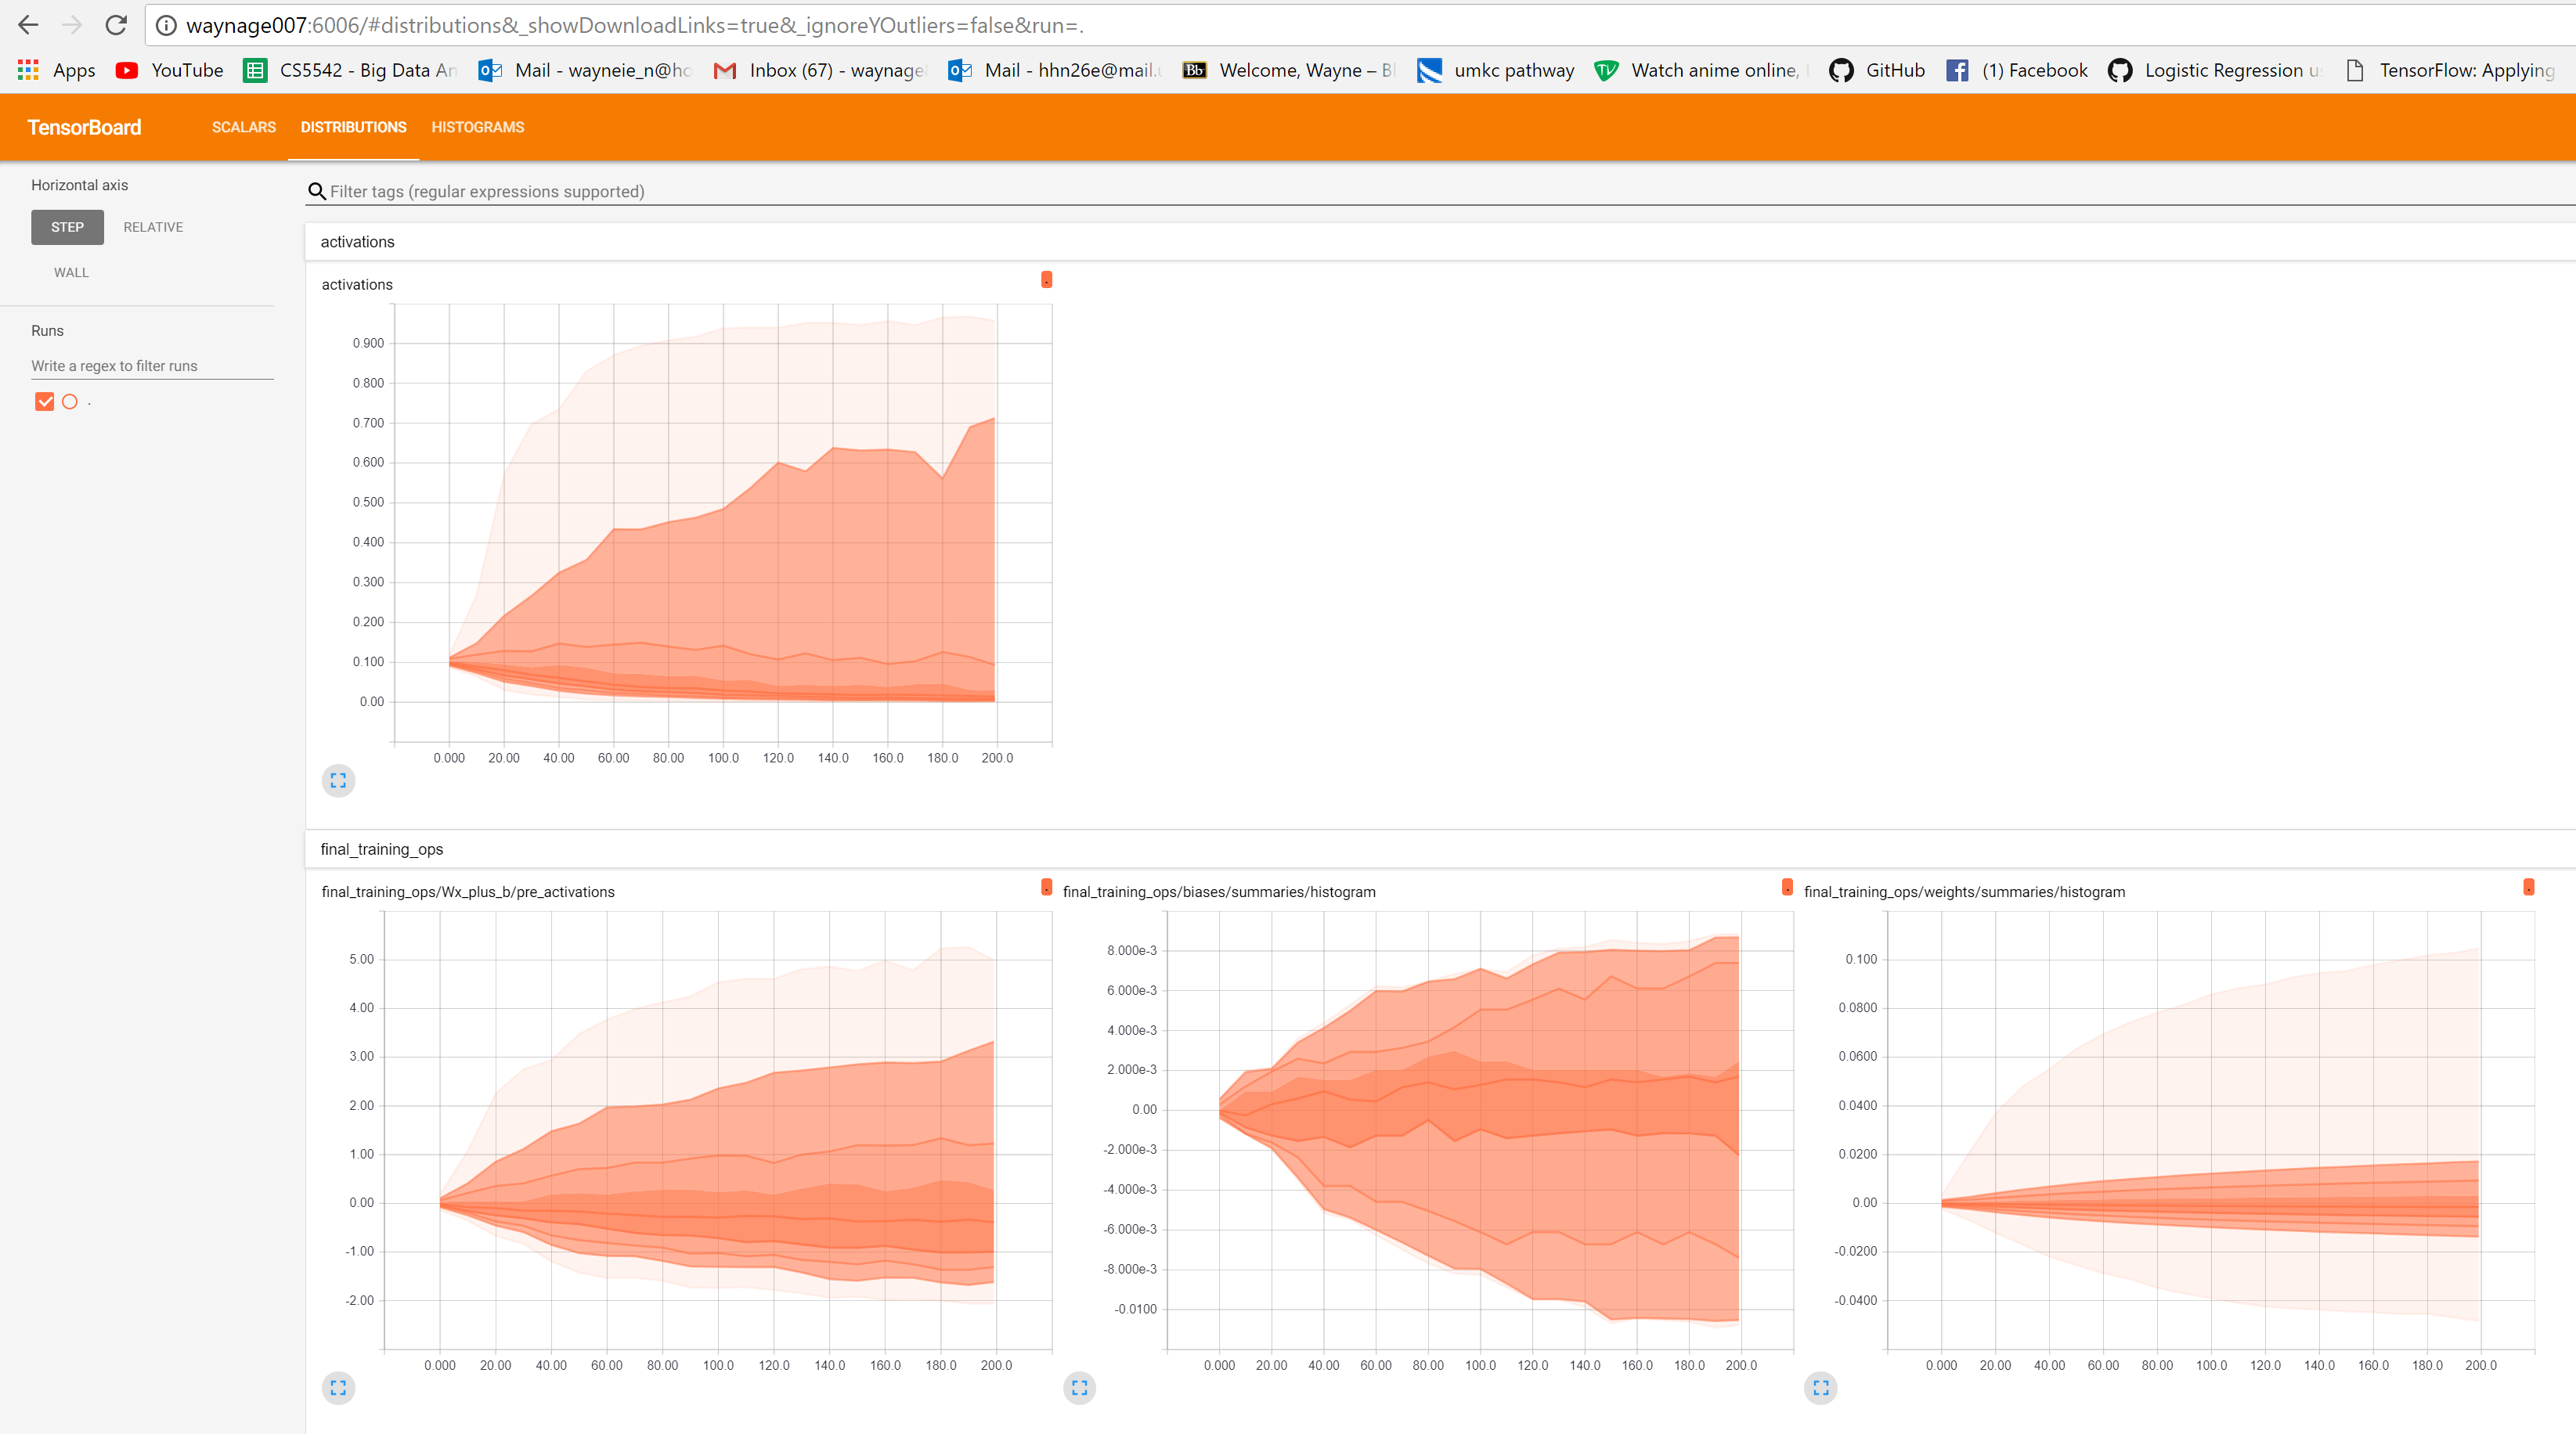 waynage007:6006/#distributions&_showDownloadLinks=true&_ignoreYOutliers=false&run=.
Apps YouTube CS5542 - Big Data An Mail - wayneie_n@ho Inbox (67) - waynage Mail - hhn26e@mail. Bb Welcome, Wayne – Bl umkc pathway Watch anime online, GitHub (1) Facebook Logistic Regression u TensorFlow: Applying
TensorBoard SCALARS DISTRIBUTIONS HISTOGRAMS
Horizontal axis
STEP RELATIVE
WALL
Runs
Write a regex to filter runs
.
Filter tags (regular expressions supported)
activations
activations
.
0.900
0.800
0.700
0.600
0.500
0.400
0.300
0.200
0.100
0.00
0.000 20.00 40.00 60.00 80.00 100.0 120.0 140.0 160.0 180.0 200.0
final_training_ops
final_training_ops/Wx_plus_b/pre_activations
.
5.00
4.00
3.00
2.00
1.00
0.00
-1.00
-2.00
0.000 20.00 40.00 60.00 80.00 100.0 120.0 140.0 160.0 180.0 200.0
final_training_ops/biases/summaries/histogram
.
8.000e-3
6.000e-3
4.000e-3
2.000e-3
0.00
-2.000e-3
-4.000e-3
-6.000e-3
-8.000e-3
-0.0100
0.000 20.00 40.00 60.00 80.00 100.0 120.0 140.0 160.0 180.0 200.0
final_training_ops/weights/summaries/histogram
.
0.100
0.0800
0.0600
0.0400
0.0200
0.00
-0.0200
-0.0400
0.000 20.00 40.00 60.00 80.00 100.0 120.0 140.0 160.0 180.0 200.0